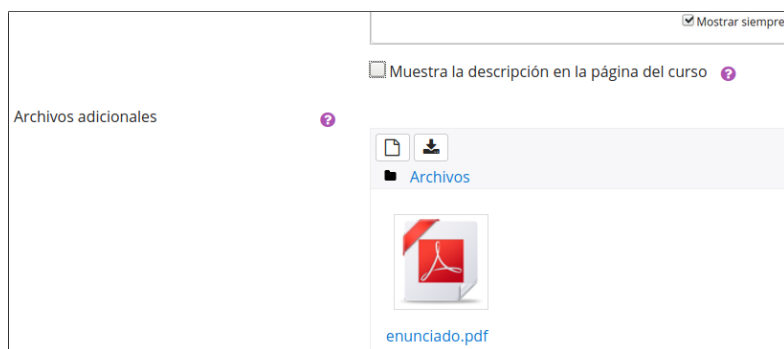 Mostrar siempre
Muestra la descripción en la página del curso
Archivos adicionales
Archivos
enunciado.pdf